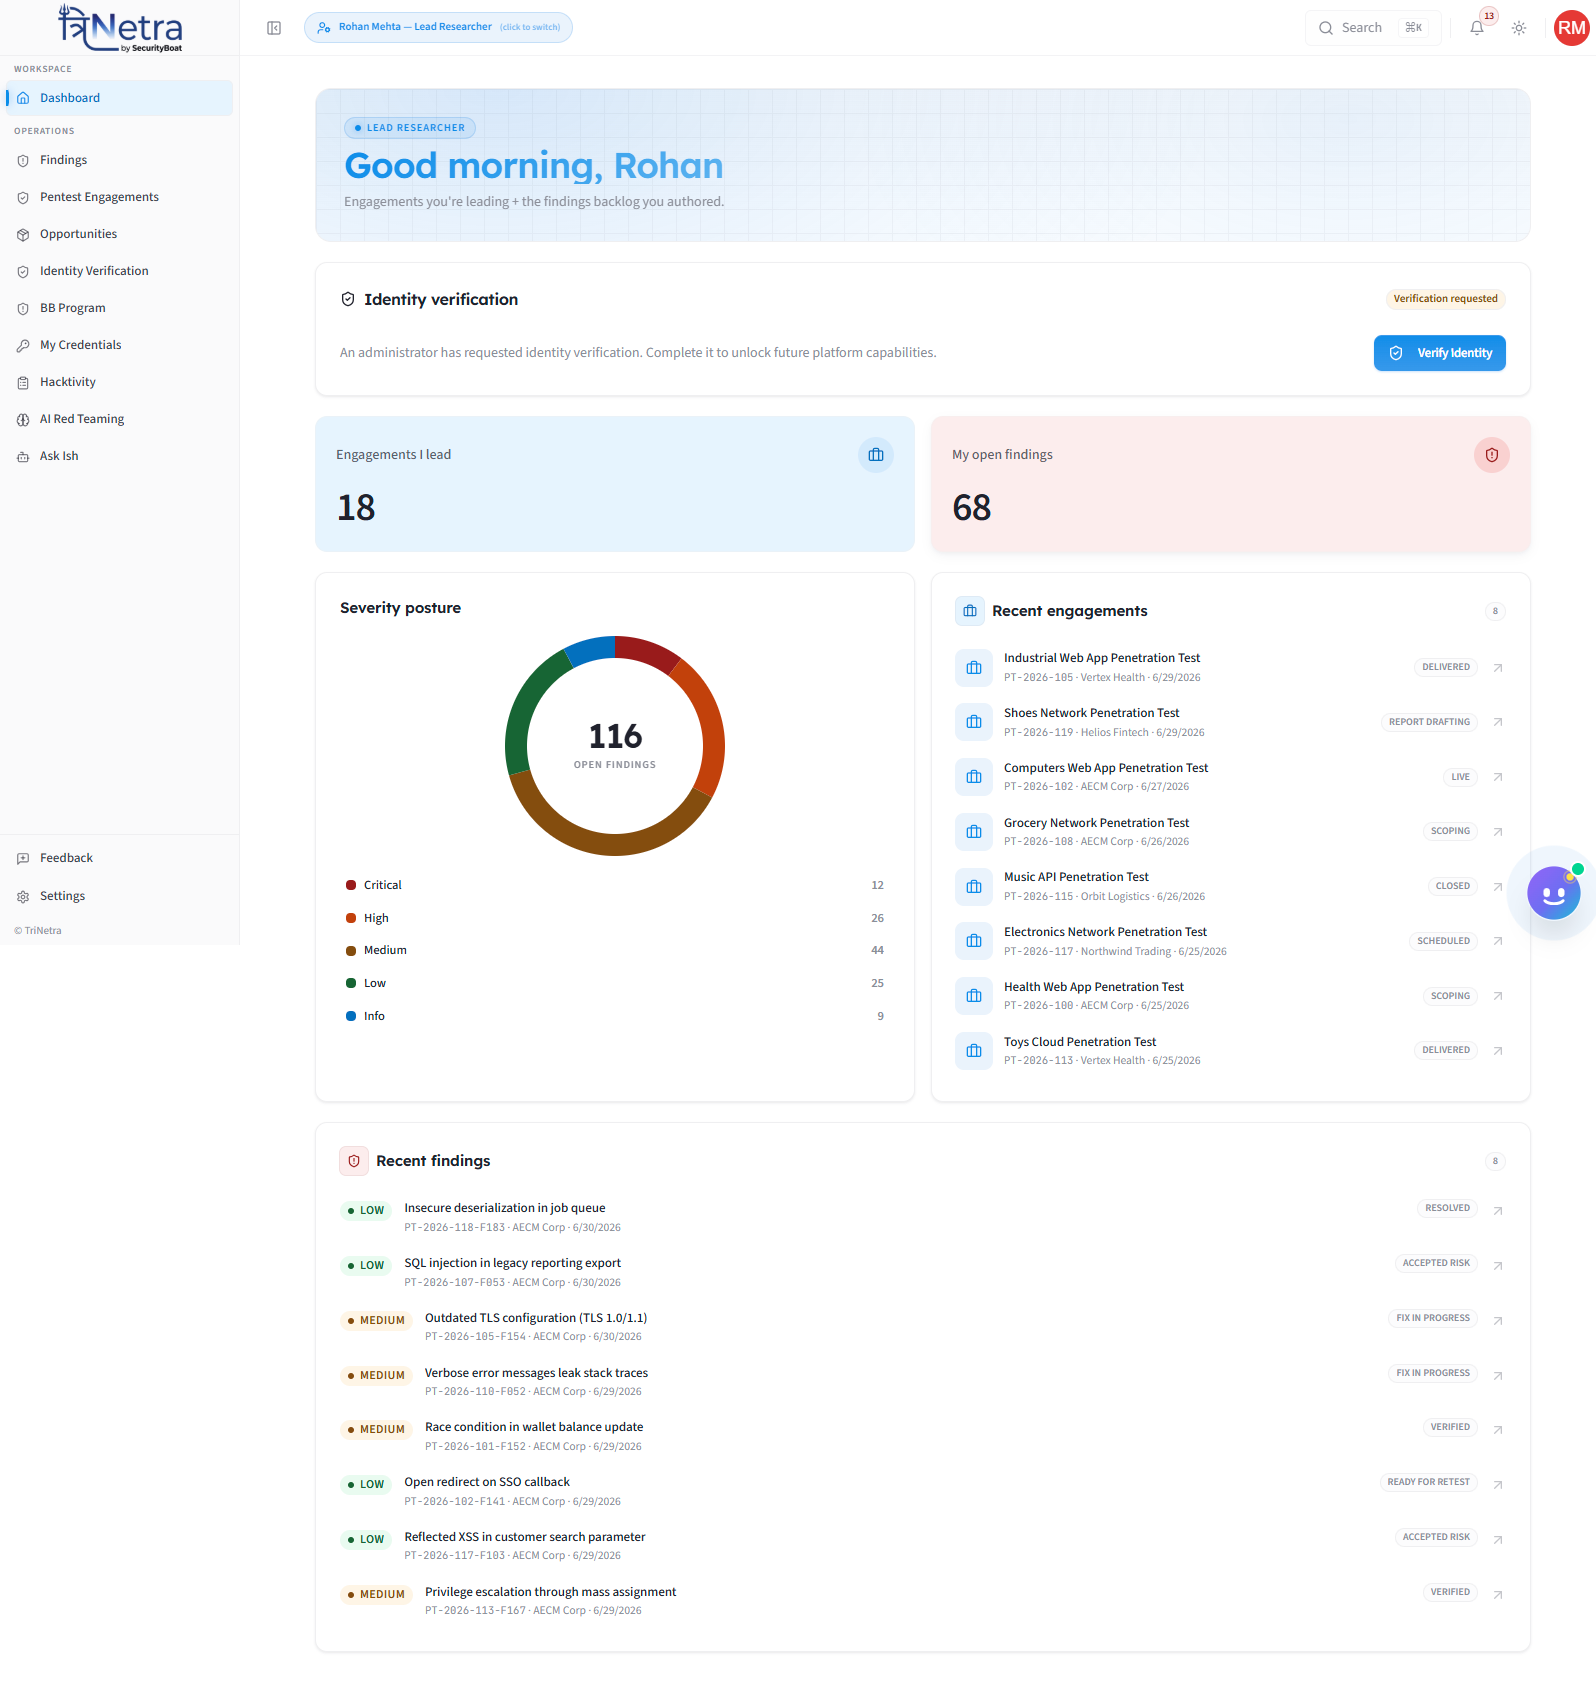 त्रिNetra
by SecurityBoat
Rohan Mehta — Lead Researcher (click to switch)
Search ⌘K
13
RM
WORKSPACE
Dashboard
OPERATIONS
Findings
Pentest Engagements
Opportunities
Identity Verification
BB Program
My Credentials
Hacktivity
AI Red Teaming
Ask Ish
Feedback
Settings
© TriNetra
LEAD RESEARCHER
Good morning, Rohan
Engagements you're leading + the findings backlog you authored.
Identity verification
Verification requested
An administrator has requested identity verification. Complete it to unlock future platform capabilities.
Verify Identity
Engagements I lead
18
My open findings
68
Severity posture
116
OPEN FINDINGS
Critical 12
High 26
Medium 44
Low 25
Info 9
Recent engagements
8
Industrial Web App Penetration Test
PT-2026-105 · Vertex Health · 6/29/2026
DELIVERED
Shoes Network Penetration Test
PT-2026-119 · Helios Fintech · 6/29/2026
REPORT DRAFTING
Computers Web App Penetration Test
PT-2026-102 · AECM Corp · 6/27/2026
LIVE
Grocery Network Penetration Test
PT-2026-108 · AECM Corp · 6/26/2026
SCOPING
Music API Penetration Test
PT-2026-115 · Orbit Logistics · 6/26/2026
CLOSED
Electronics Network Penetration Test
PT-2026-117 · Northwind Trading · 6/25/2026
SCHEDULED
Health Web App Penetration Test
PT-2026-100 · AECM Corp · 6/25/2026
SCOPING
Toys Cloud Penetration Test
PT-2026-113 · Vertex Health · 6/25/2026
DELIVERED
Recent findings
8
LOW
Insecure deserialization in job queue
PT-2026-118-F183 · AECM Corp · 6/30/2026
RESOLVED
LOW
SQL injection in legacy reporting export
PT-2026-107-F053 · AECM Corp · 6/30/2026
ACCEPTED RISK
MEDIUM
Outdated TLS configuration (TLS 1.0/1.1)
PT-2026-105-F154 · AECM Corp · 6/30/2026
FIX IN PROGRESS
MEDIUM
Verbose error messages leak stack traces
PT-2026-110-F052 · AECM Corp · 6/29/2026
FIX IN PROGRESS
MEDIUM
Race condition in wallet balance update
PT-2026-101-F152 · AECM Corp · 6/29/2026
VERIFIED
LOW
Open redirect on SSO callback
PT-2026-102-F141 · AECM Corp · 6/29/2026
READY FOR RETEST
LOW
Reflected XSS in customer search parameter
PT-2026-117-F103 · AECM Corp · 6/29/2026
ACCEPTED RISK
MEDIUM
Privilege escalation through mass assignment
PT-2026-113-F167 · AECM Corp · 6/29/2026
VERIFIED